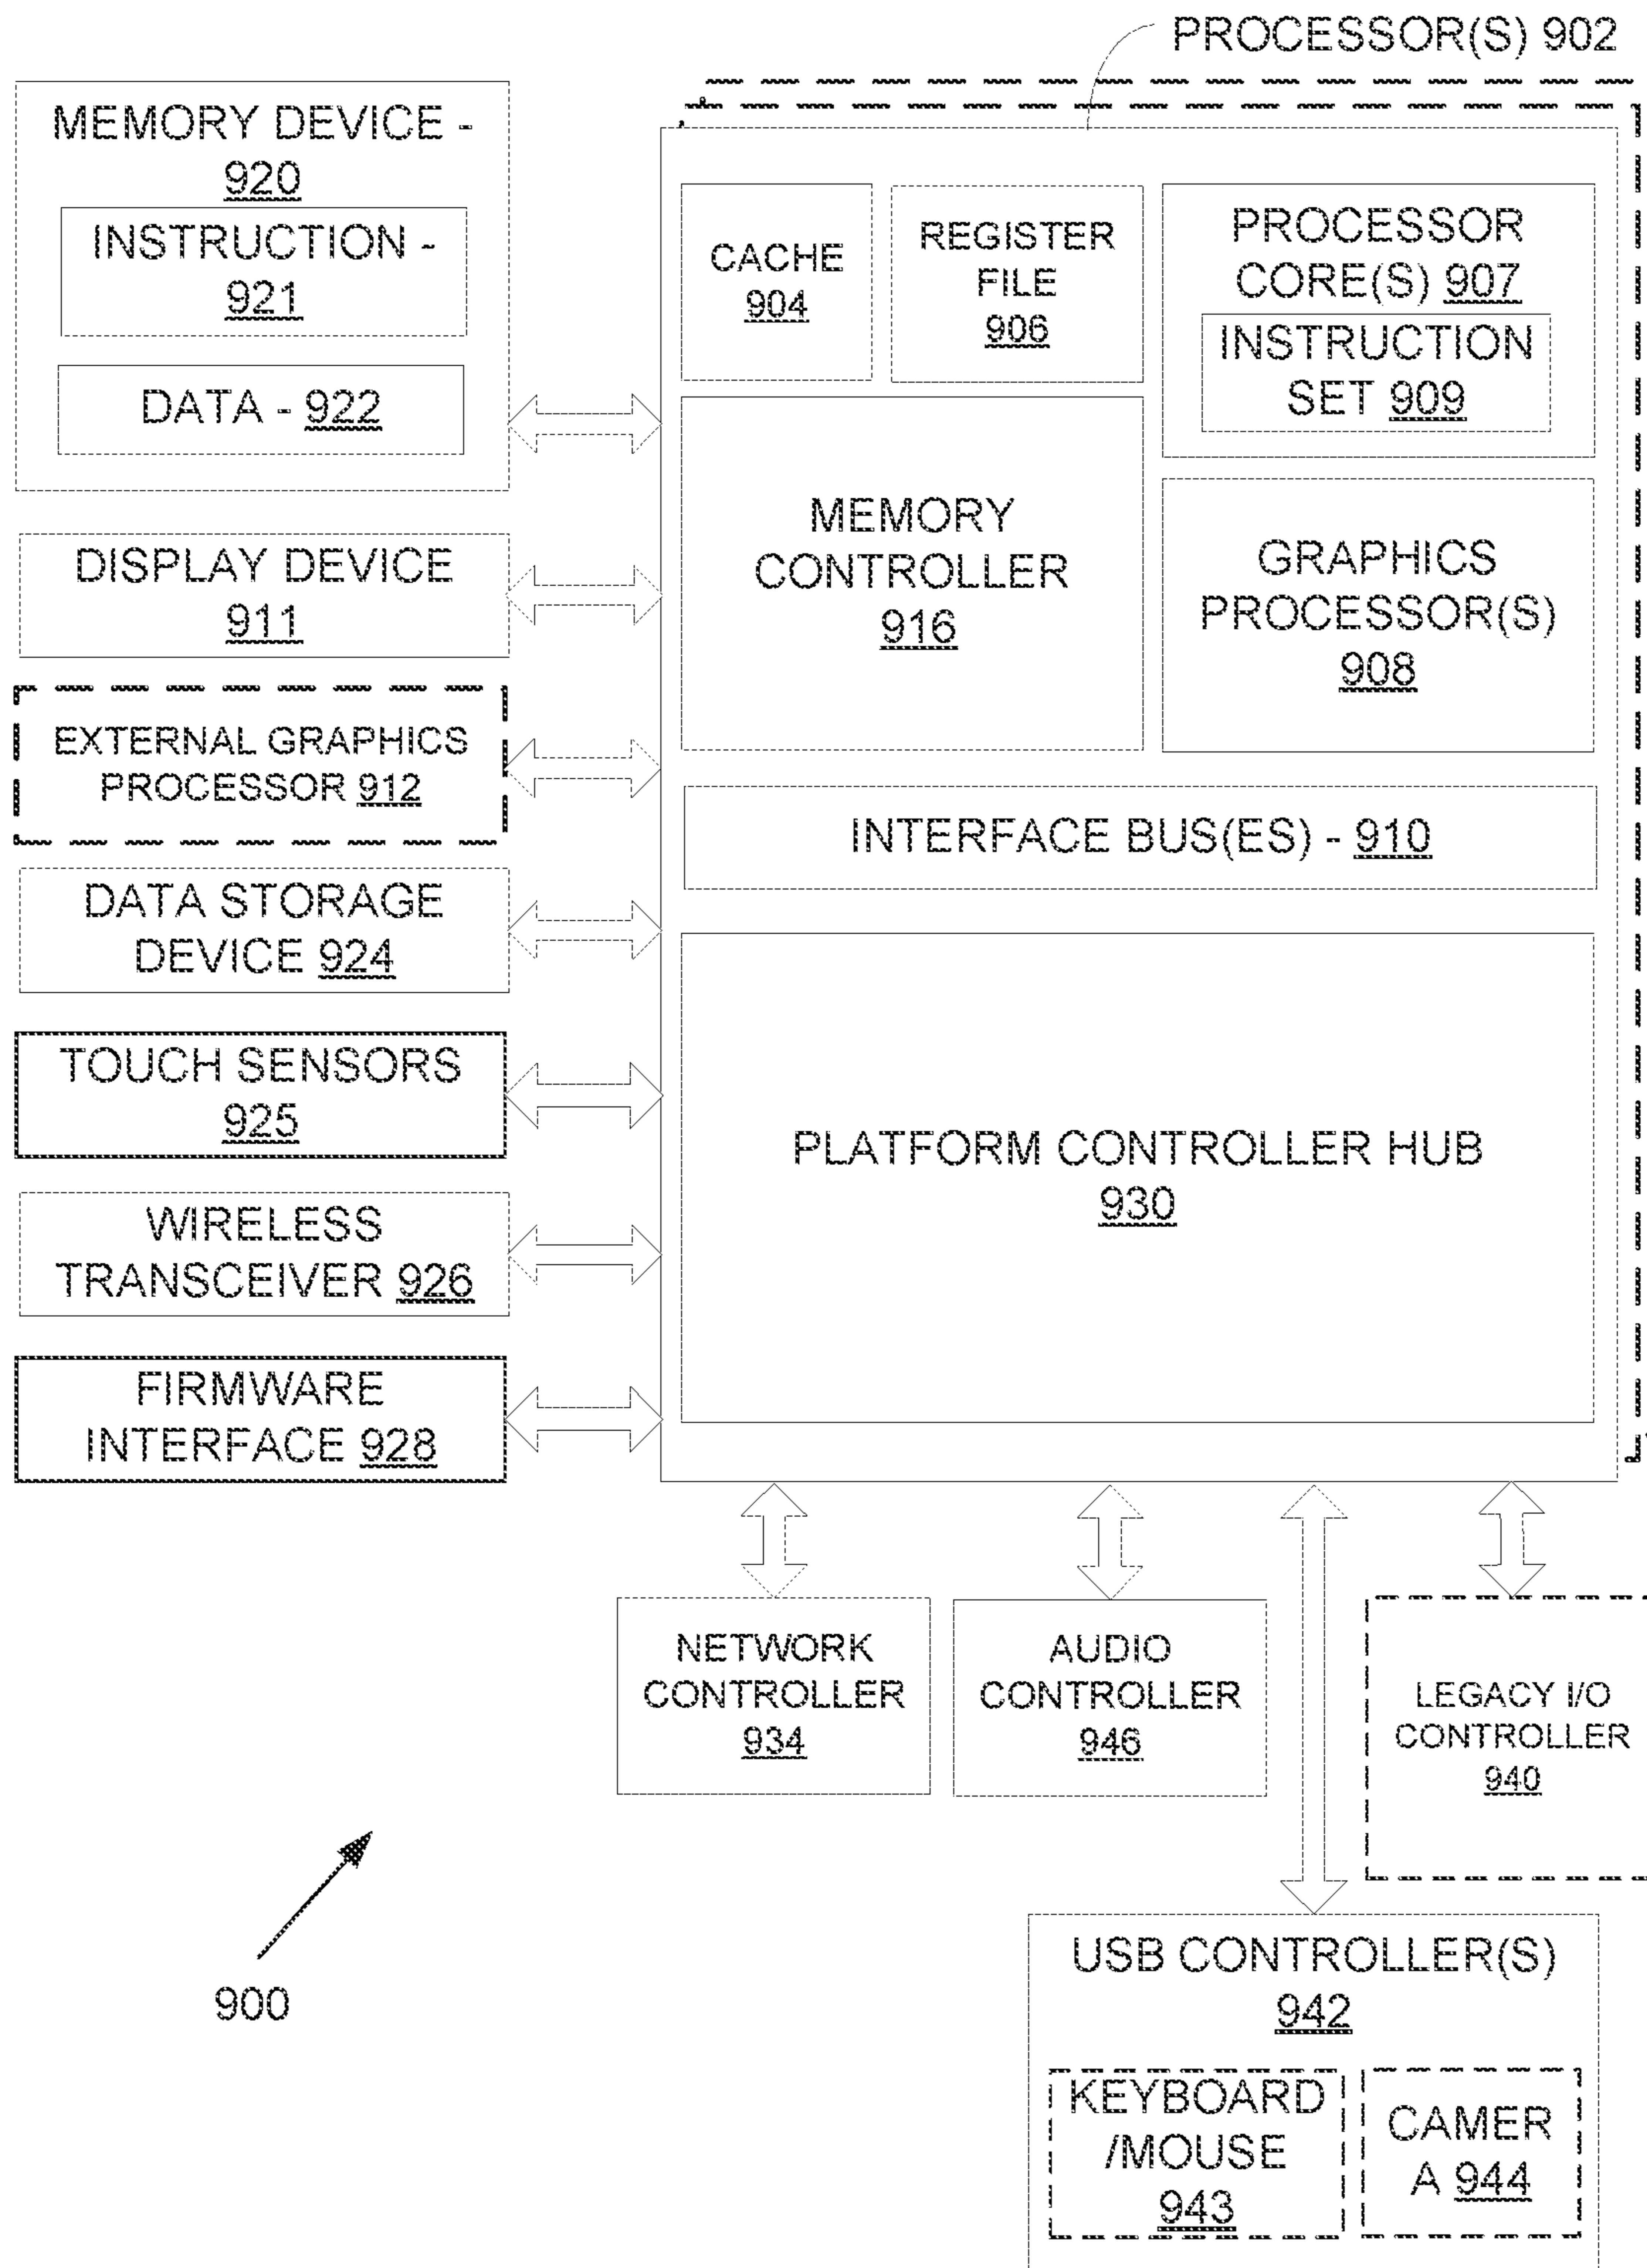 PROCESSOR(S) 902
MEMORY DEVICE -
920
INSTRUCTION -
921
DATA - 922
DISPLAY DEVICE
911
EXTERNAL GRAPHICS
PROCESSOR 912
DATA STORAGE
DEVICE 924
TOUCH SENSORS
925
WIRELESS
TRANSCEIVER 926
FIRMWARE
INTERFACE 928
CACHE
904
REGISTER
FILE
906
PROCESSOR
CORE(S) 907
INSTRUCTION
SET 909
MEMORY
CONTROLLER
916
GRAPHICS
PROCESSOR(S)
908
INTERFACE BUS(ES) - 910
PLATFORM CONTROLLER HUB
930
NETWORK
CONTROLLER
934
AUDIO
CONTROLLER
946
LEGACY I/O
CONTROLLER
940
900
USB CONTROLLER(S)
942
KEYBOARD
/MOUSE
943
CAMER
A 944